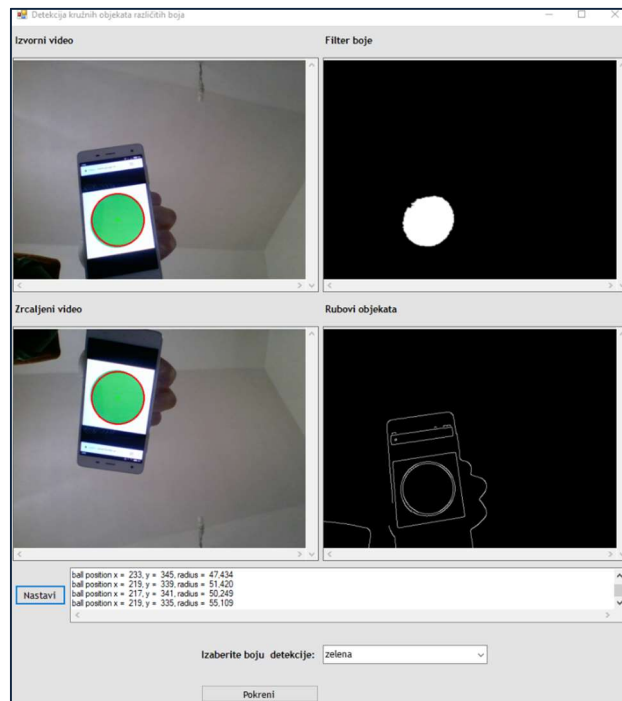 Detekcija kružnih objekata različitih boja
Izvorni video
Filter boje
Zrcaljeni video
Rubovi objekata
Nastavi
ball position x = 233, y = 345, radius = 47,434
ball position x = 219, y = 339, radius = 51,420
ball position x = 217, y = 341, radius = 50,249
ball position x = 219, y = 335, radius = 55,109
Izaberite boju detekcije:
zelena
Pokreni